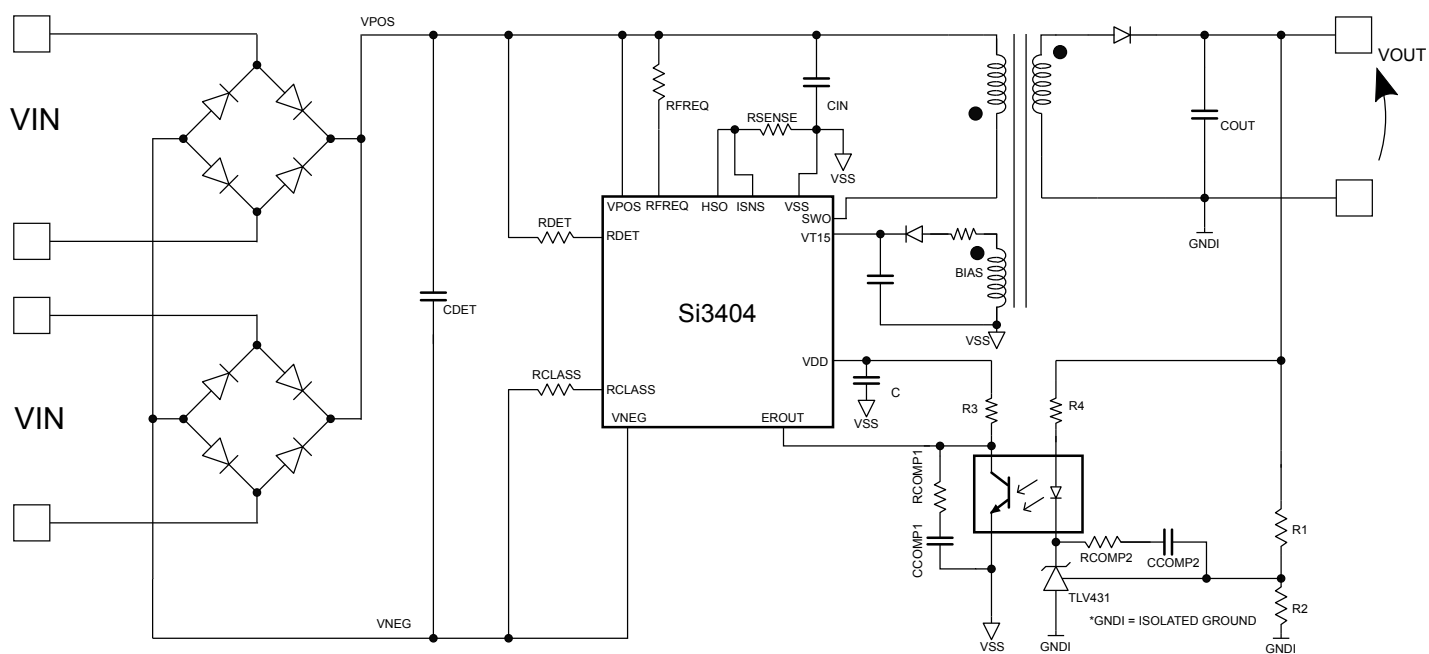 VPOS
VIN
RFREQ
CIN
RSENSE
VSS
COUT
VOUT
VPOS
RFREQ
HSO
ISNS
VSS
SWO
RDET
RDET
VT15
GNDI
BIAS
CDET
Si3404
VSS
VDD
RCLASS
RCLASS
C
VIN
VNEG
EROUT
VSS
R3
R4
RCOMP1
CCOMP1
R1
RCOMP2
CCOMP2
TLV431
R2
*GNDI = ISOLATED GROUND
VNEG
VSS
GNDI
GNDI